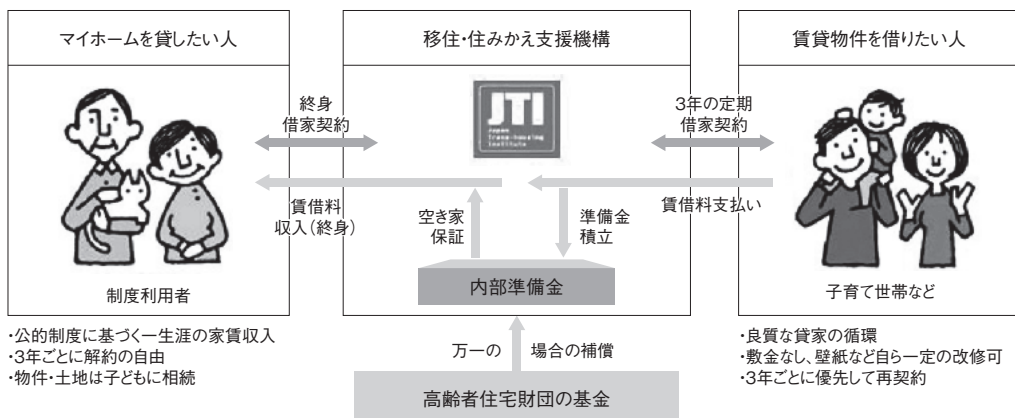 マイホームを貸したい人
移住・住みかえ支援機構
賃貸物件を借りたい人
JTI
Japan
Trans-housing
Institute
終身
借家契約
3年の定期
借家契約
賃借料
収入(終身)
空き家
保証
準備金
積立
賃借料支払い
内部準備金
制度利用者
子育て世帯など
・公的制度に基づく一生涯の家賃収入
・3年ごとに解約の自由
・物件・土地は子どもに相続
万一の 場合の補償
高齢者住宅財団の基金
・良質な貸家の循環
・敷金なし、壁紙など自ら一定の改修可
・3年ごとに優先して再契約